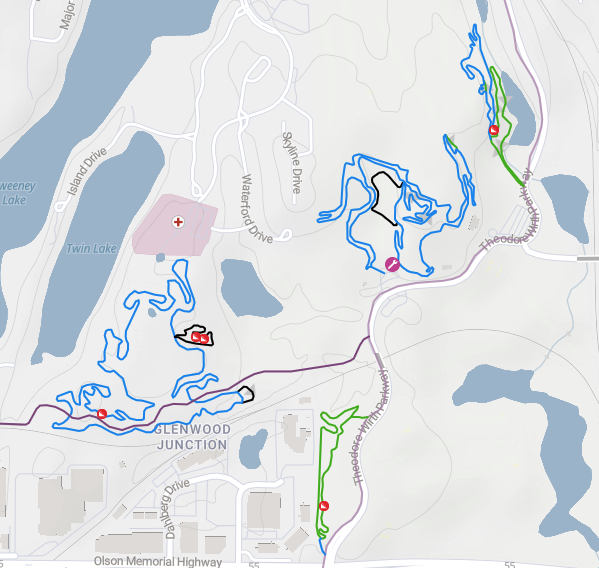 Major
Island Drive
Skyline Drive
weeney
Lake
Waterford Drive
Twin Lake
Theodore Wirth Parkway
Theodore Wirth Parkway
GLENWOOD
JUNCTION
Dahlberg Drive
Olson Memorial Highway
55
55